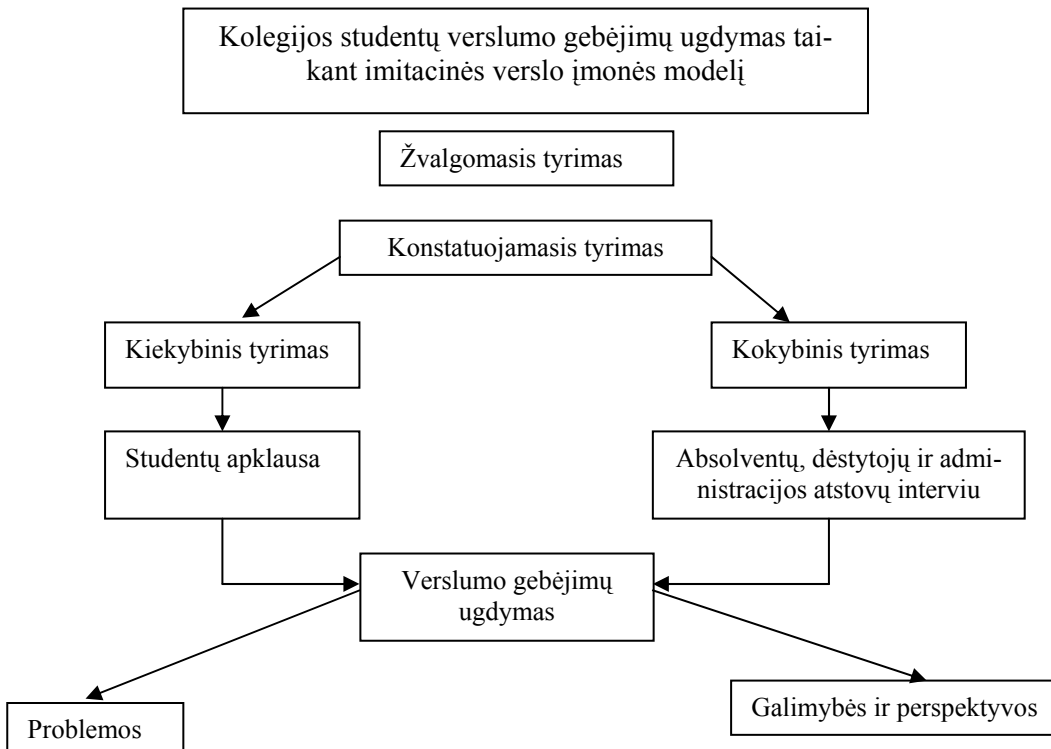 Kolegijos studentų verslumo gebėjimų ugdymas tai-
kant imitacinės verslo įmonės modelį
Žvalgomasis tyrimas
Konstatuojamasis tyrimas
Kiekybinis tyrimas
Kokybinis tyrimas
Studentų apklausa
Absolventų, dėstytojų ir admi-
nistracijos atstovų interviu
Verslumo gebėjimų
ugdymas
Problemos
Galimybės ir perspektyvos